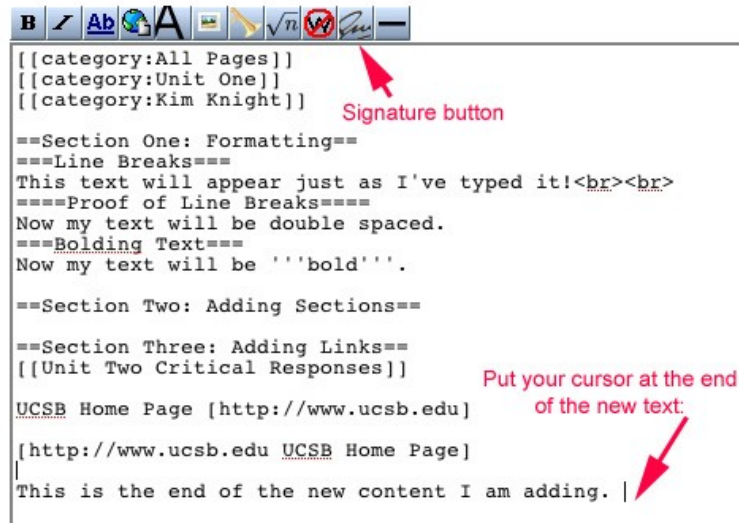 B I Ab A √n W
[[category:All Pages]]
[[category:Unit One]]
[[category:Kim Knight]]
Signature button
==Section One: Formatting==
===Line Breaks===
This text will appear just as I've typed it!<br><br>
====Proof of Line Breaks====
Now my text will be double spaced.
===Bolding Text===
Now my text will be '''bold'''.
==Section Two: Adding Sections==
==Section Three: Adding Links==
[[Unit Two Critical Responses]]
Put your cursor at the end
of the new text:
UCSB Home Page [http://www.ucsb.edu]
[http://www.ucsb.edu UCSB Home Page]
This is the end of the new content I am adding.